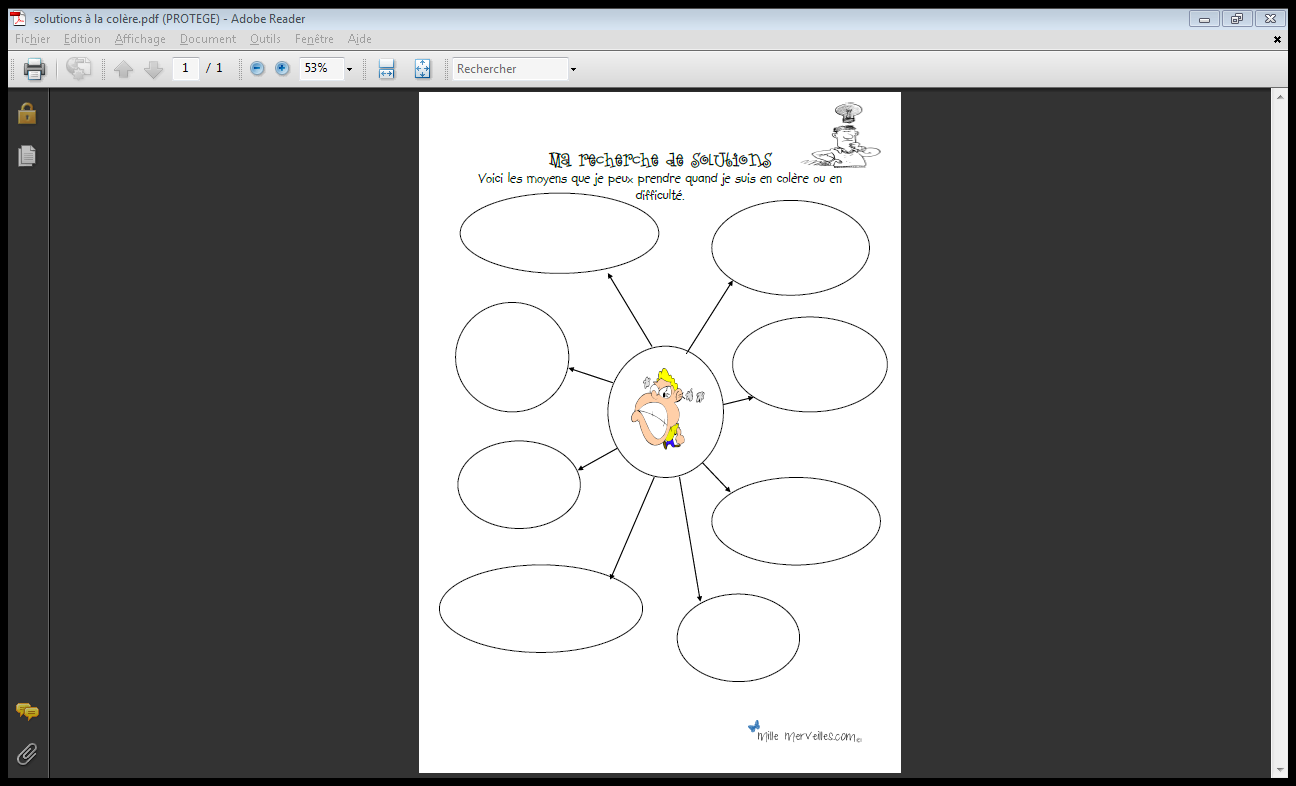 solutions à la colère.pdf (PROTEGE) - Adobe Reader
Fichier Edition Affichage Document Outils Fenêtre Aide
1 / 1 53% Rechercher
Ma recherche de solutions
Voici les moyens que je peux prendre quand je suis en colère ou en
difficulté.
Mille Merveilles.com©